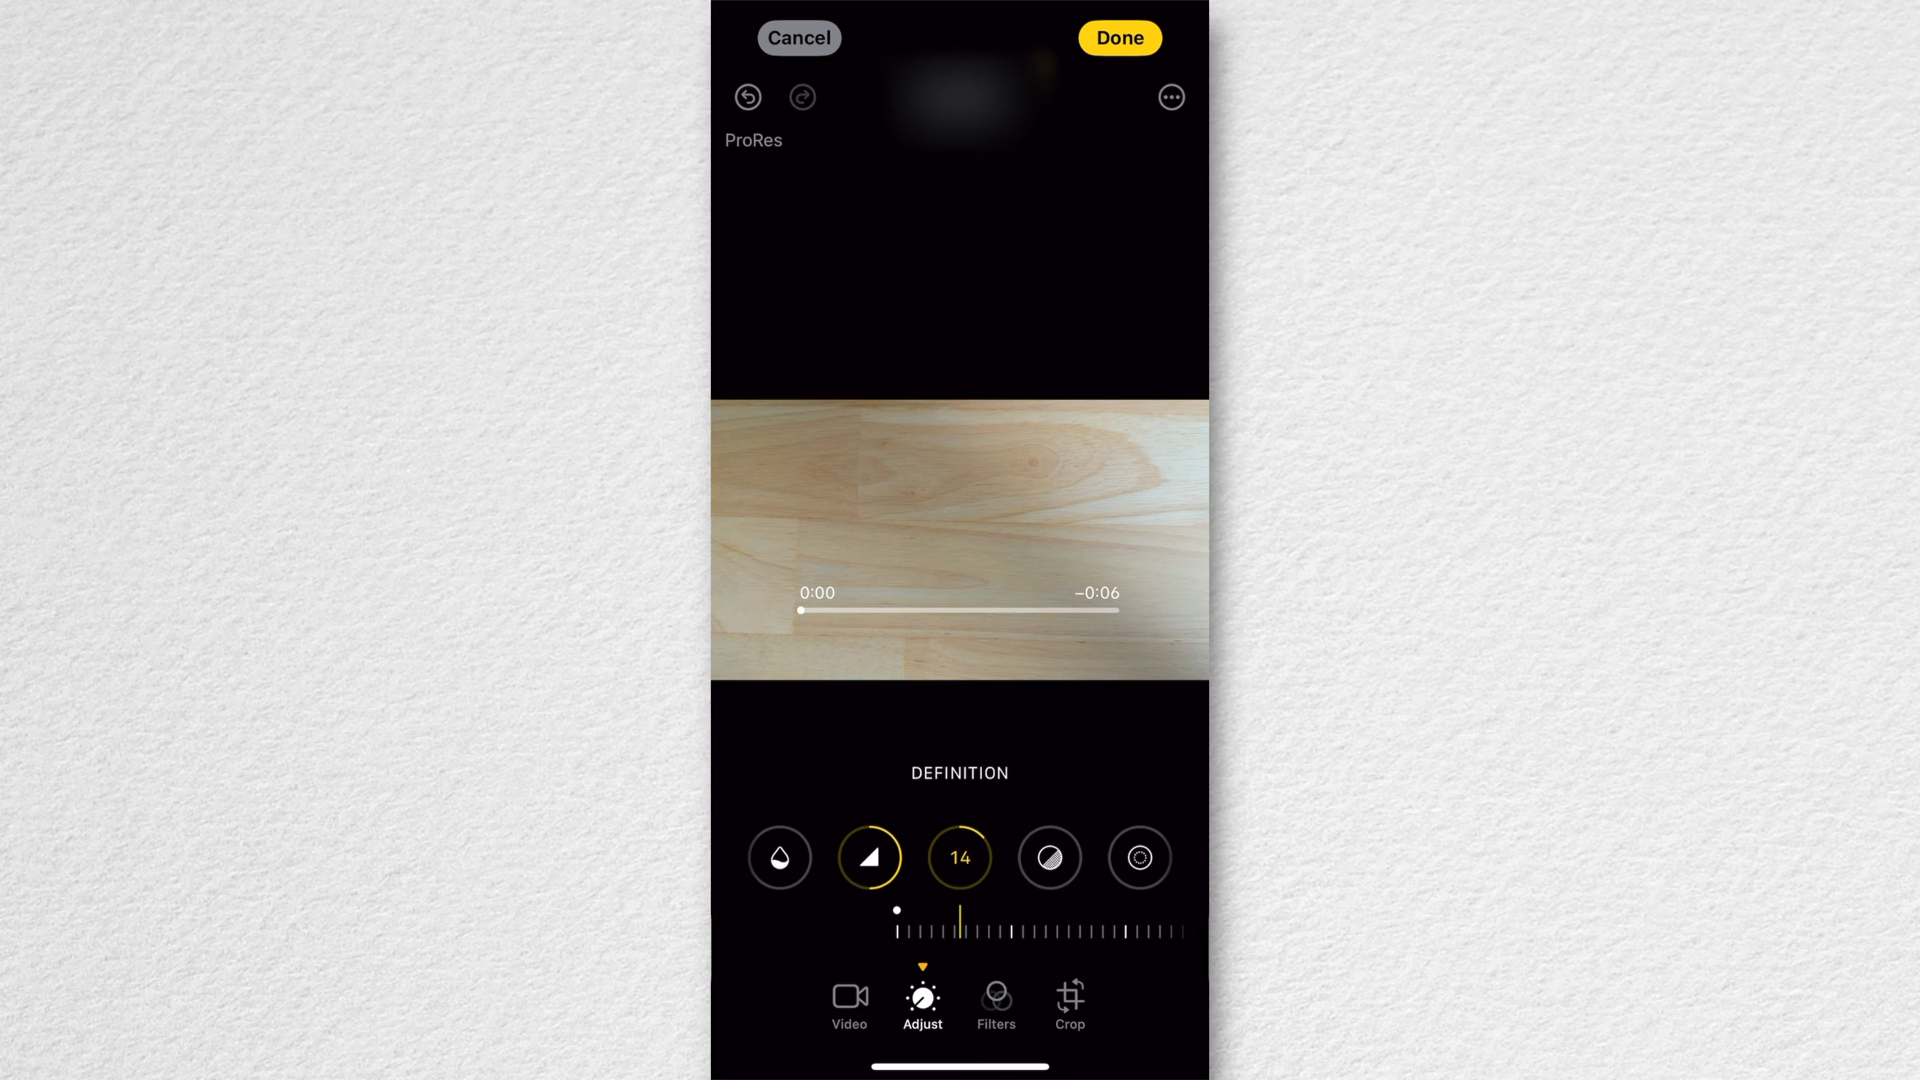 Cancel
Done
ProRes
0:00
–0:06
DEFINITION
14
Video
Adjust
Filters
Crop